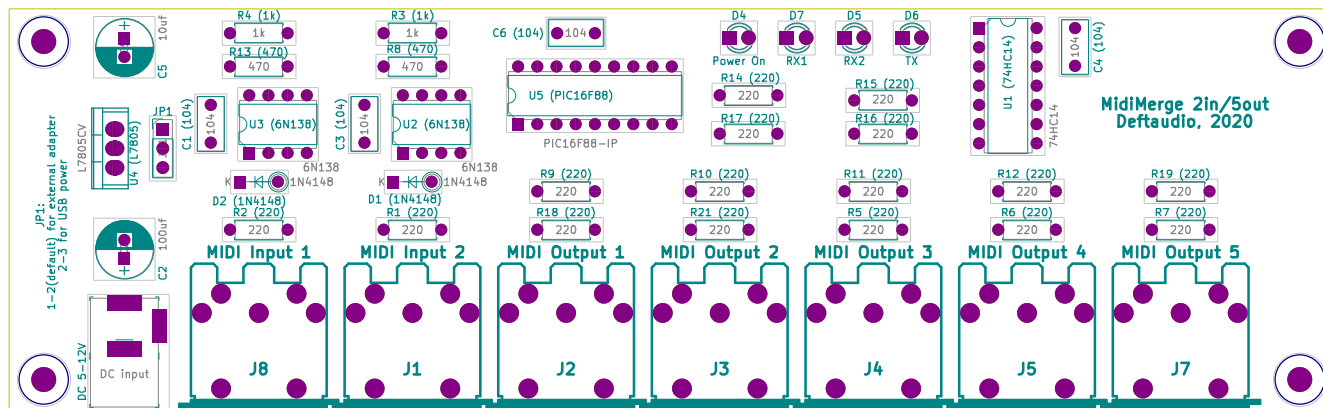 10uf
C5
R4 (1k)
1k
R13 (470)
470
R3 (1k)
1k
R8 (470)
470
C6 (104)
104
D4
Power On
D7
RX1
D5
RX2
D6
TX
U1 (74HC14)
74HC14
104
C4 (104)
L7805CV
U4 (L7805)
JP1
C1 (104)
104
U3 (6N138)
6N138
C3 (104)
104
U2 (6N138)
6N138
U5 (PIC16FB8)
PIC16F88-IP
R14 (220)
220
R17 (220)
220
R15 (220)
220
R16 (220)
220
MidiMerge 2in/5out
Deftaudio, 2020
K
1N4148
D2 (1N4148)
K
1N4148
D1 (1N4148)
R9 (220)
220
R10 (220)
220
R11 (220)
220
R12 (220)
220
R19 (220)
220
R2 (220)
220
R1 (220)
220
R18 (220)
220
R21 (220)
220
R5 (220)
220
R6 (220)
220
R7 (220)
220
JP1:
1-2(default) for external adapter
2-3 for USB power
100uf
C2
DC 5-12V
DC input
MIDI Input 1
J8
MIDI Input 2
J1
MIDI Output 1
J2
MIDI Output 2
J3
MIDI Output 3
J4
MIDI Output 4
J5
MIDI Output 5
J7